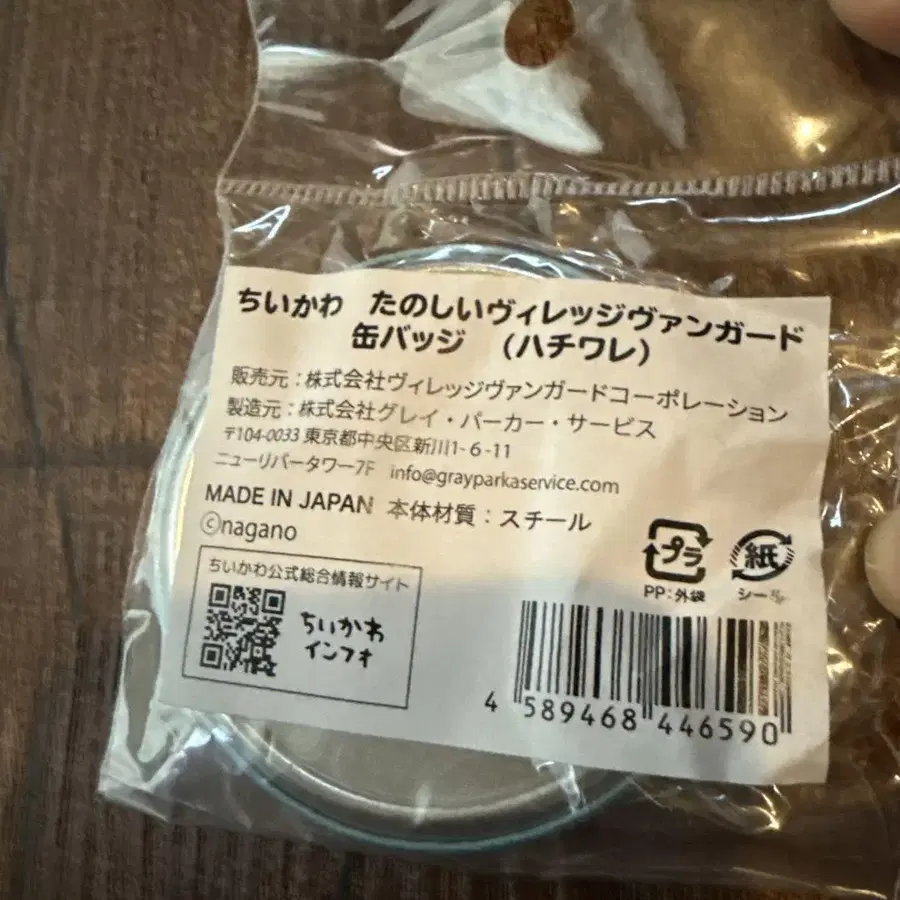 ちいかわ たのしいヴィレッジヴァンガード
缶バッジ (ハチワレ)
販売元：株式会社ヴィレッジヴァンガードコーポレーション
製造元：株式会社グレイ・パーカー・サービス
〒104-0033 東京都中央区新川1-6-11
ニューリバータワー7F info@grayparkaservice.com
MADE IN JAPAN 本体材質：スチール
©nagano
プラ 紙
PP：外袋 シール
ちいかわ公式総合情報サイト
ちいかわ
インフォ
4 589468 446590